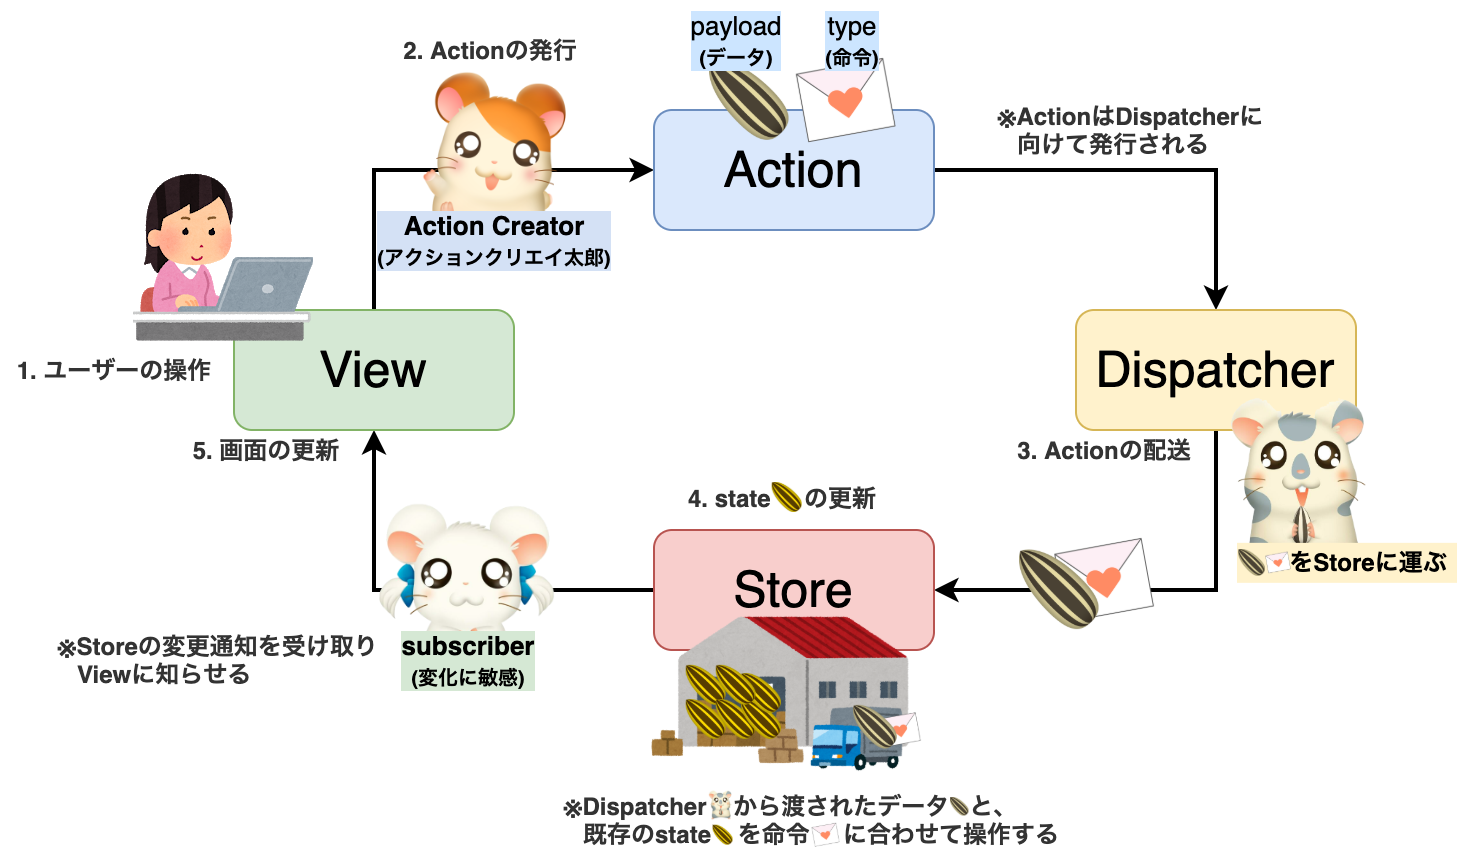 payload
(データ)
type
(命令)
2. Actionの発行
Action
※ActionはDispatcherに
向けて発行される
Action Creator
(アクションクリエイ太郎)
1. ユーザーの操作
View
Dispatcher
5. 画面の更新
3. Actionの配送
4. stateの更新
をStoreに運ぶ
Store
※Storeの変更通知を受け取り
Viewに知らせる
subscriber
(変化に敏感)
※Dispatcherから渡されたデータと、
既存のstateを命令に合わせて操作する